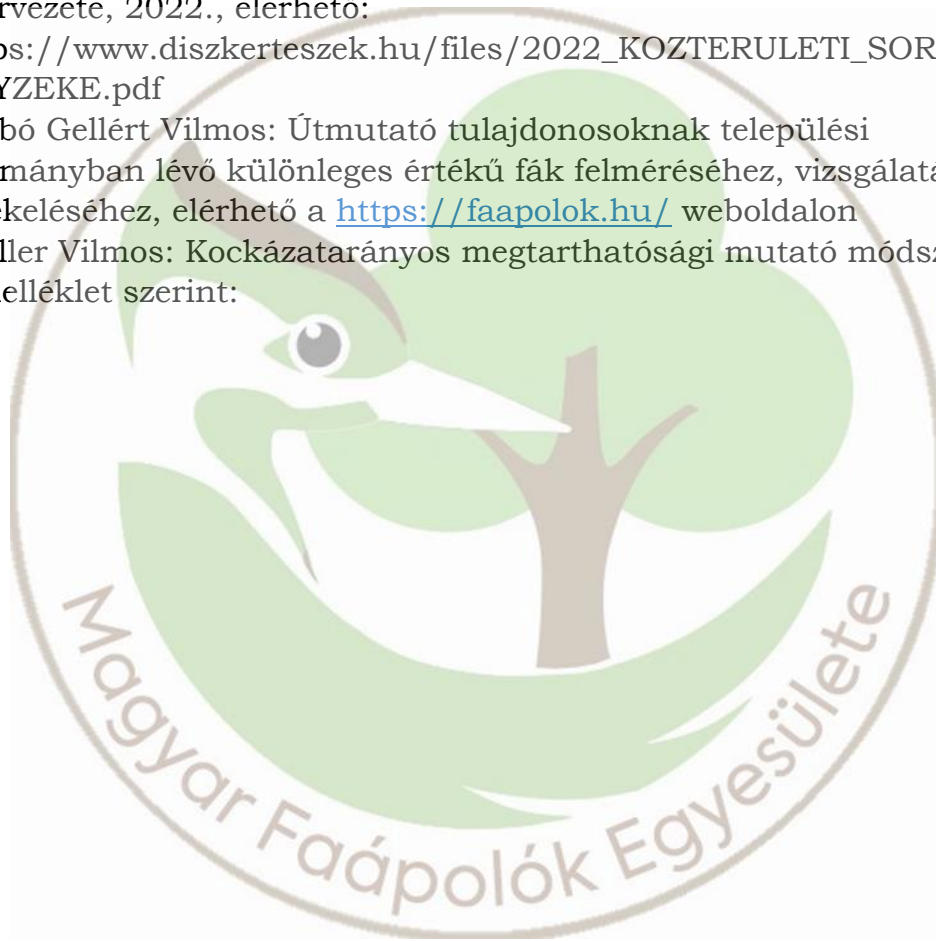 rvezete, 2022., elérhető:
ps://www.diszkerteszek.hu/files/2022_KOZTERULETI_SOR
YZEKE.pdf
bó Gellért Vilmos: Útmutató tulajdonosoknak települési
mányban lévő különleges értékű fák felméréséhez, vizsgálatá
ékeléséhez, elérhető a https://faapolok.hu/ weboldalon
ller Vilmos: Kockázatarányos megtarthatósági mutató módsz
elléklet szerint:
Magyar Faápolók Egyesülete